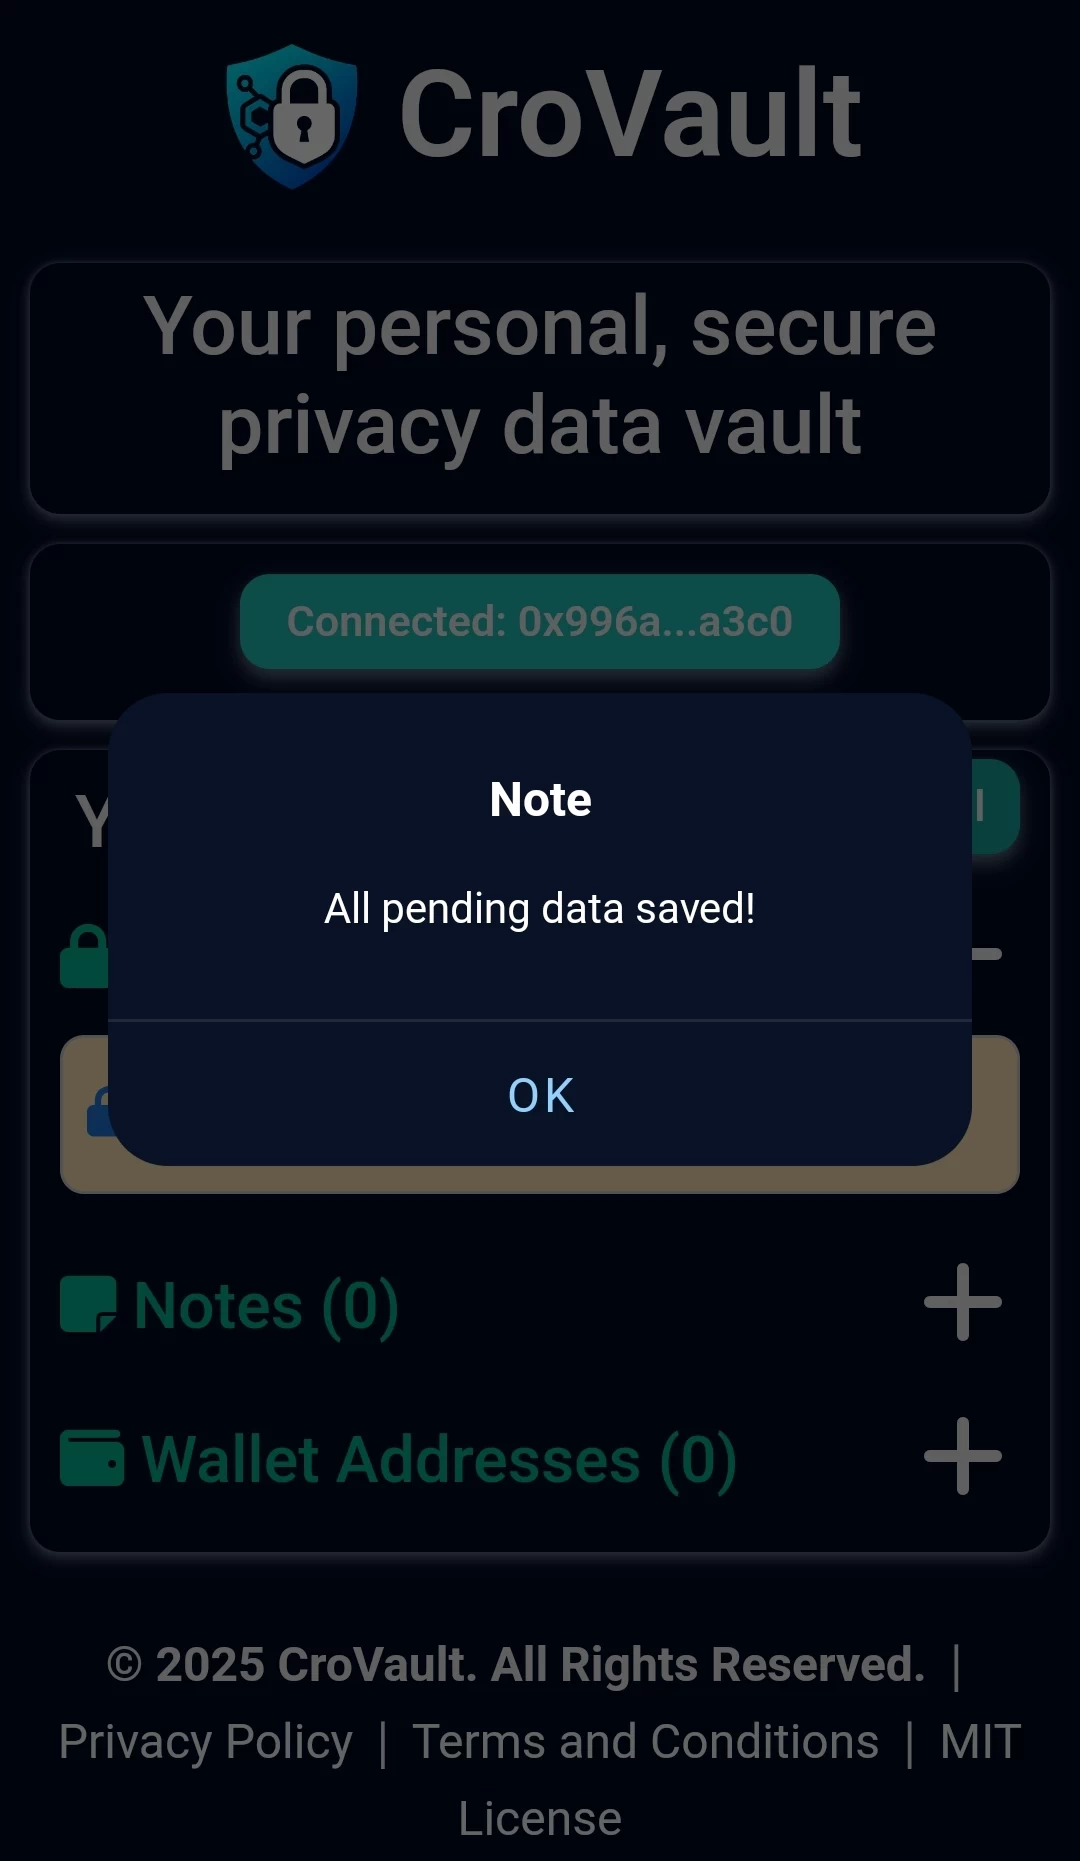 CroVault
Your personal, secure
privacy data vault
Connected: 0x996a...a3c0
Note
All pending data saved!
OK
Notes (0)
Wallet Addresses (0)
© 2025 CroVault. All Rights Reserved. |
Privacy Policy | Terms and Conditions | MIT
License